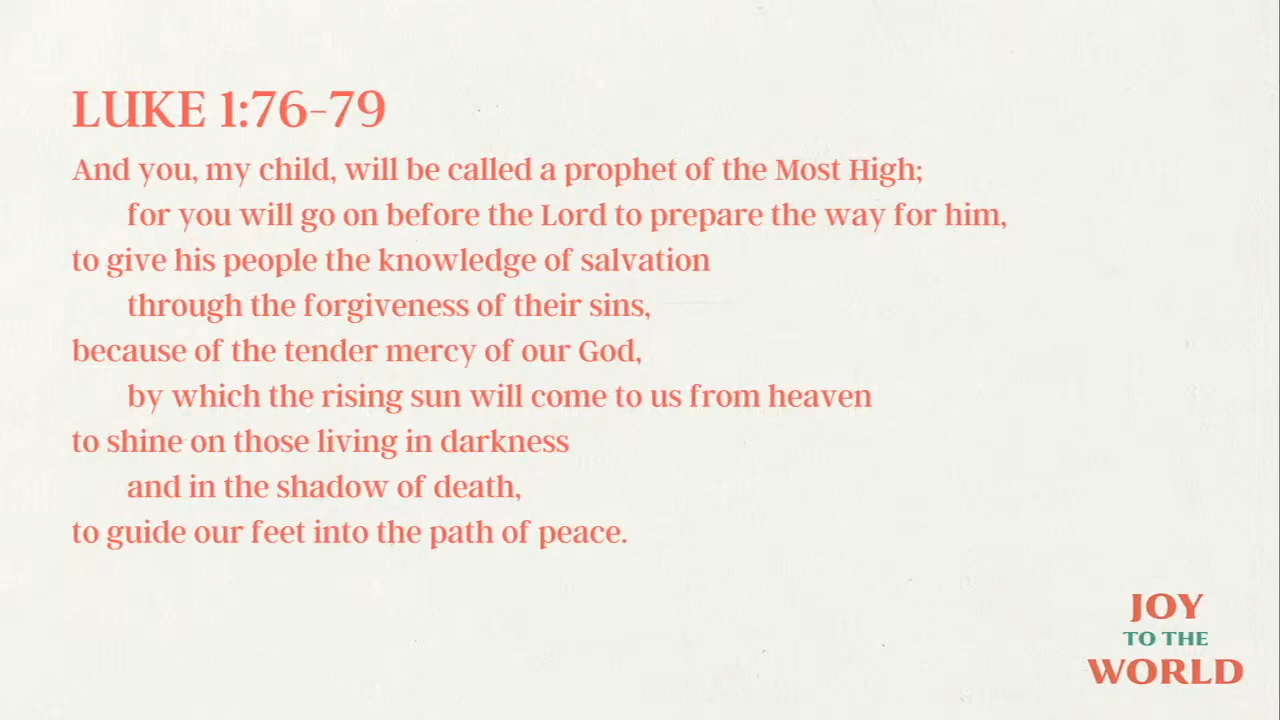 LUKE 1:76-79
And you, my child, will be called a prophet of the Most High;
for you will go on before the Lord to prepare the way for him,
to give his people the knowledge of salvation
through the forgiveness of their sins,
because of the tender mercy of our God,
by which the rising sun will come to us from heaven
to shine on those living in darkness
and in the shadow of death,
to guide our feet into the path of peace.
JOY
TO THE
WORLD